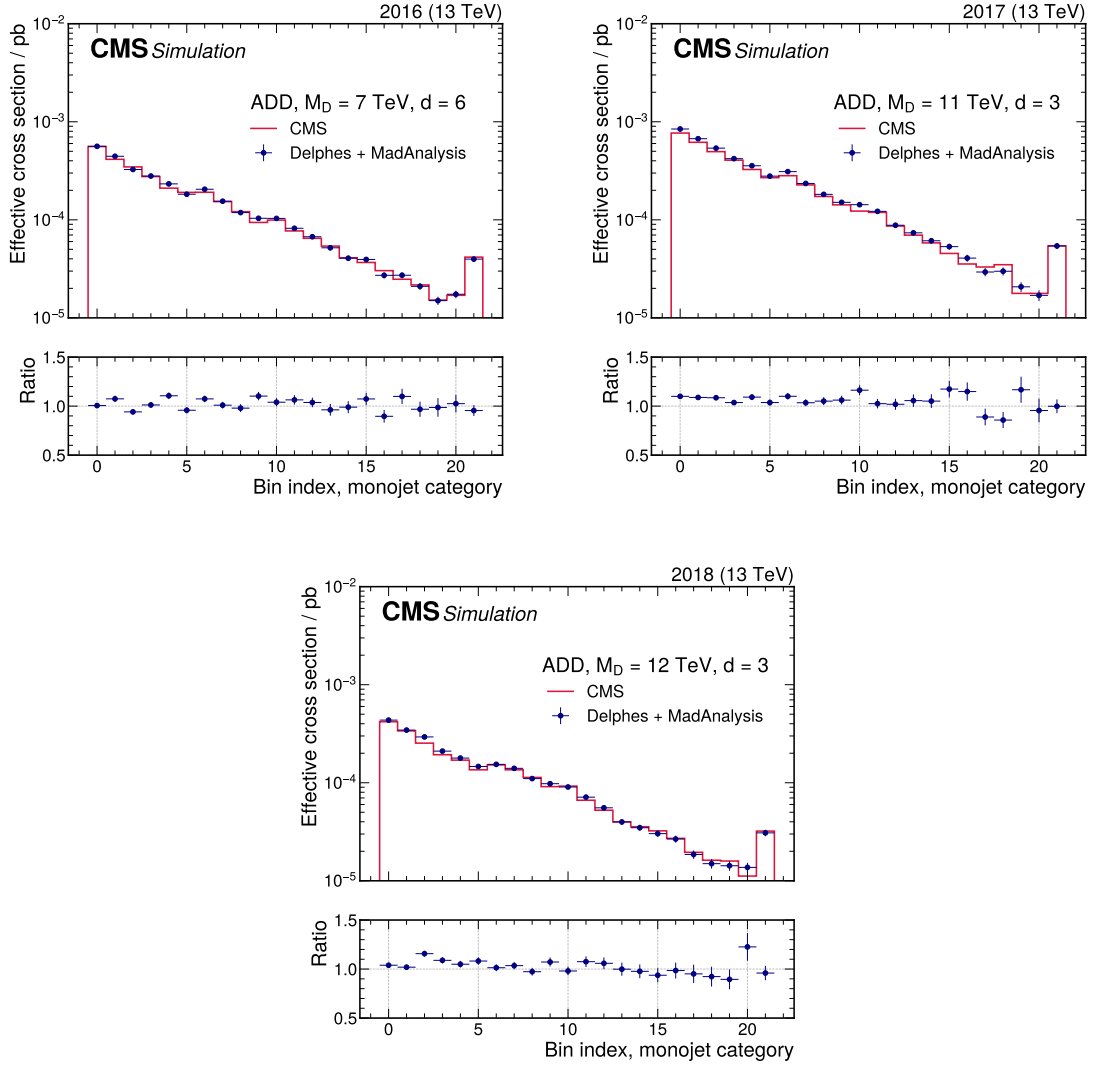 2016 (13 TeV)
CMS Simulation
ADD, M_D = 7 TeV, d = 6
CMS
Delphes + MadAnalysis
Effective cross section / pb
10⁻²
10⁻³
10⁻⁴
10⁻⁵
Ratio
1.5
1.0
0.5
0 5 10 15 20
Bin index, monojet category
2017 (13 TeV)
CMS Simulation
ADD, M_D = 11 TeV, d = 3
CMS
Delphes + MadAnalysis
Effective cross section / pb
10⁻²
10⁻³
10⁻⁴
10⁻⁵
Ratio
1.5
1.0
0.5
0 5 10 15 20
Bin index, monojet category
2018 (13 TeV)
CMS Simulation
ADD, M_D = 12 TeV, d = 3
CMS
Delphes + MadAnalysis
Effective cross section / pb
10⁻²
10⁻³
10⁻⁴
10⁻⁵
Ratio
1.5
1.0
0.5
0 5 10 15 20
Bin index, monojet category